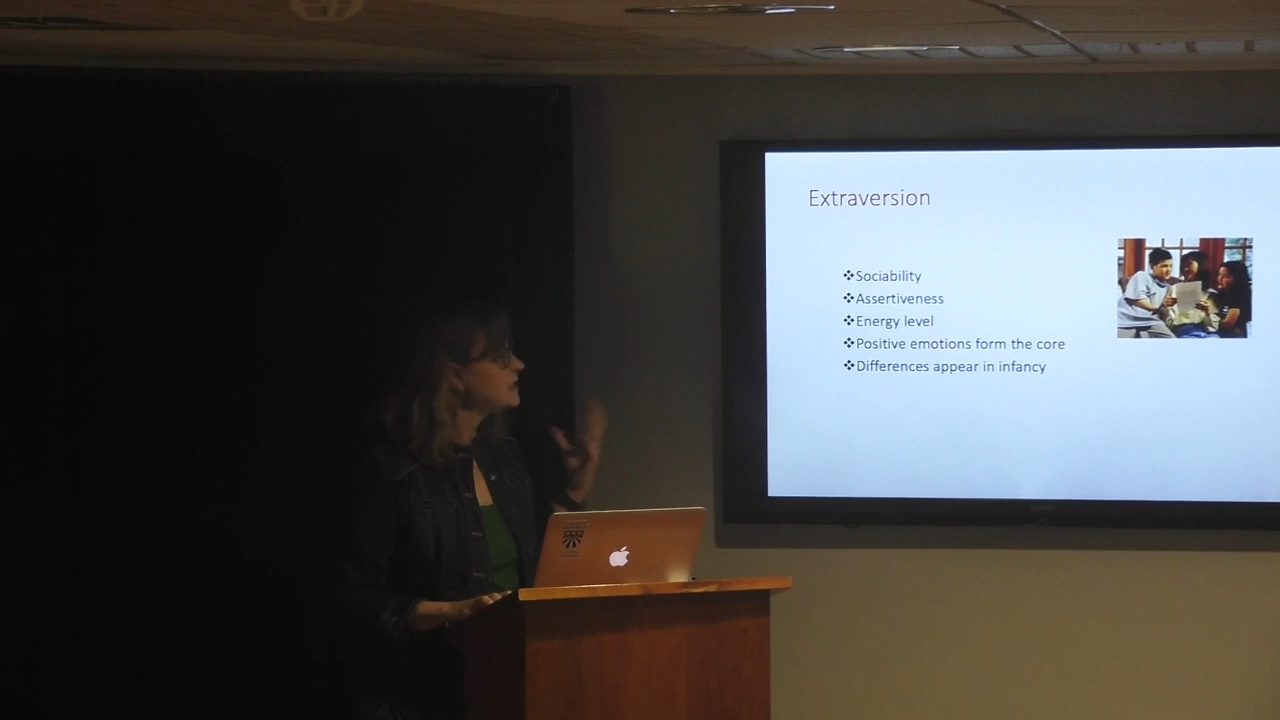 Extraversion
❖Sociability
❖Assertiveness
❖Energy level
❖Positive emotions form the core
❖Differences appear in infancy